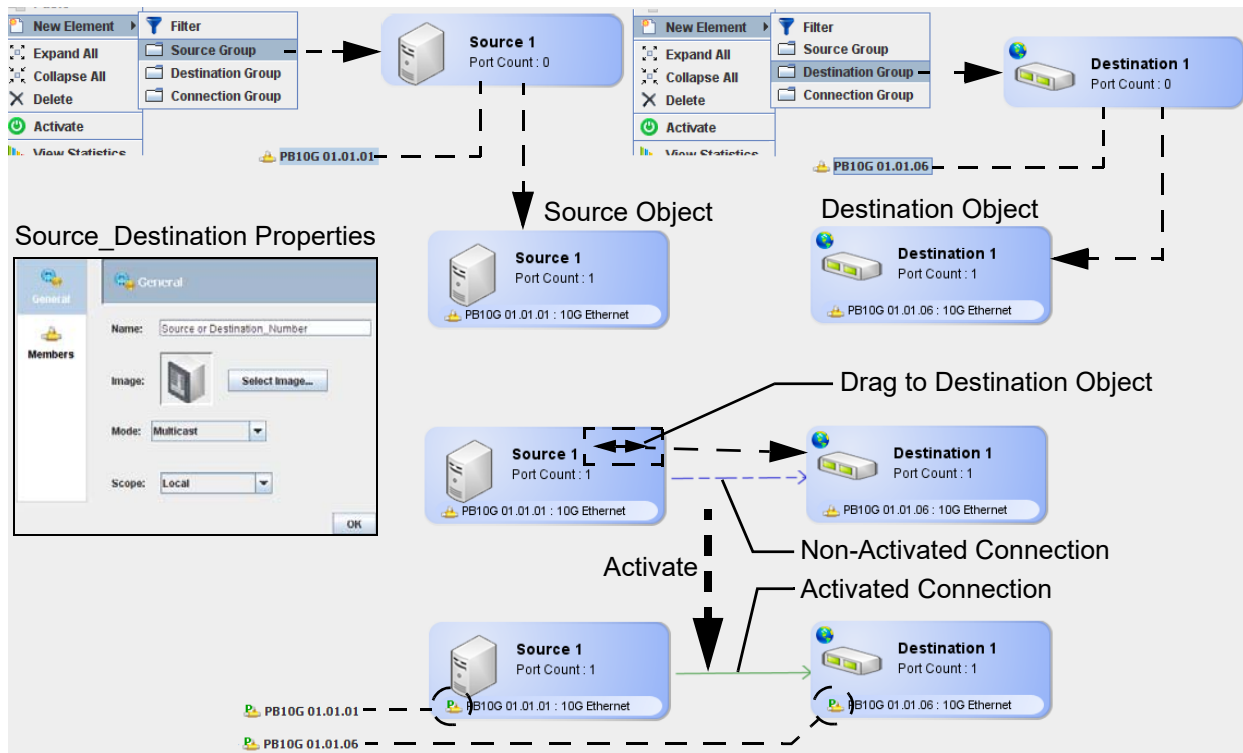 New Element
Filter
Expand All
Source Group
Collapse All
Destination Group
Delete
Connection Group
Activate
View Statistics
Source 1
Port Count : 0
PB10G 01.01.01
New Element
Filter
Expand All
Source Group
Collapse All
Destination Group
Delete
Connection Group
Activate
View Statistics
Destination 1
Port Count : 0
PB10G 01.01.06
Source Object
Destination Object
Source_Destination Properties
Source 1
Port Count : 1
PB10G 01.01.01 : 10G Ethernet
Destination 1
Port Count : 1
PB10G 01.01.06 : 10G Ethernet
General
General
Members
Name:
Source or Destination_Number
Image:
Select Image...
Mode:
Multicast
Scope:
Local
OK
Drag to Destination Object
Source 1
Port Count : 1
PB10G 01.01.01 : 10G Ethernet
Destination 1
Port Count : 1
PB10G 01.01.06 : 10G Ethernet
Non-Activated Connection
Activate
Activated Connection
Source 1
Port Count : 1
P
PB10G 01.01.01 : 10G Ethernet
Destination 1
Port Count : 1
P
PB10G 01.01.06 : 10G Ethernet
P
PB10G 01.01.01
P
PB10G 01.01.06